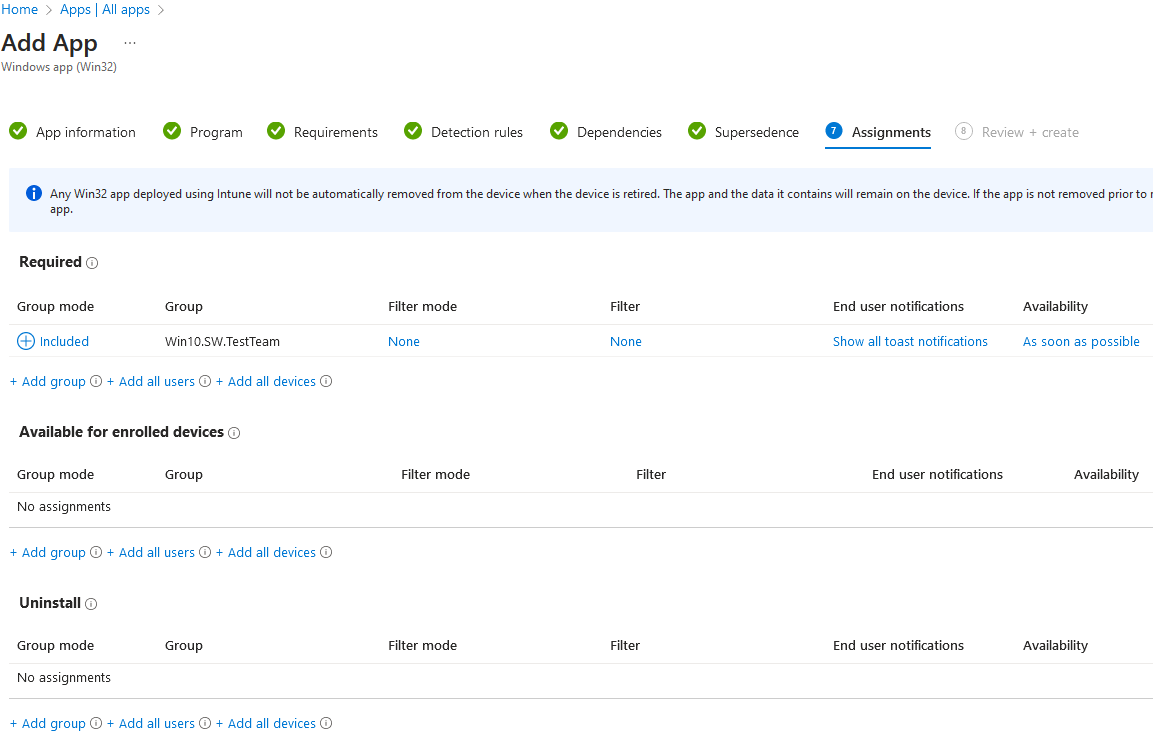 Home > Apps | All apps >
Add App ...
Windows app (Win32)
App information Program Requirements Detection rules Dependencies Supersedence 7 Assignments 8 Review + create
Any Win32 app deployed using Intune will not be automatically removed from the device when the device is retired. The app and the data it contains will remain on the device. If the app is not removed prior to
app.
Required
Group mode Group Filter mode Filter End user notifications Availability
Included Win10.SW.TestTeam None None Show all toast notifications As soon as possible
+ Add group + Add all users + Add all devices
Available for enrolled devices
Group mode Group Filter mode Filter End user notifications Availability
No assignments
+ Add group + Add all users + Add all devices
Uninstall
Group mode Group Filter mode Filter End user notifications Availability
No assignments
+ Add group + Add all users + Add all devices